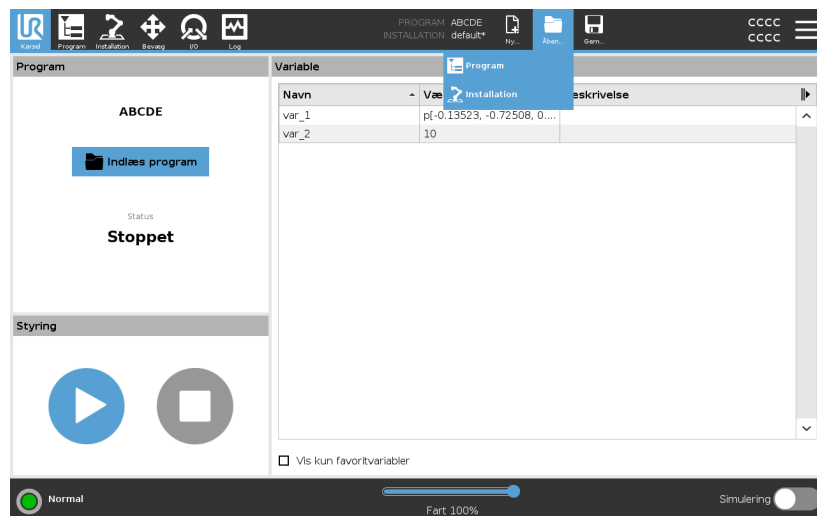 PROGRAM ABCDE
INSTALLATION default*
cccc
cccc
Kørsel Program Installation Bevæg I/O Log Ny... Åben... Gem...
Program
Variable
Program
Installation
Navn Væ eskrivelse
var_1 p[-0.13523, -0.72508, 0....
var_2 10
ABCDE
Indlæs program
Status
Stoppet
Styring
Vis kun favoritvariabler
Normal
Fart 100%
Simulering